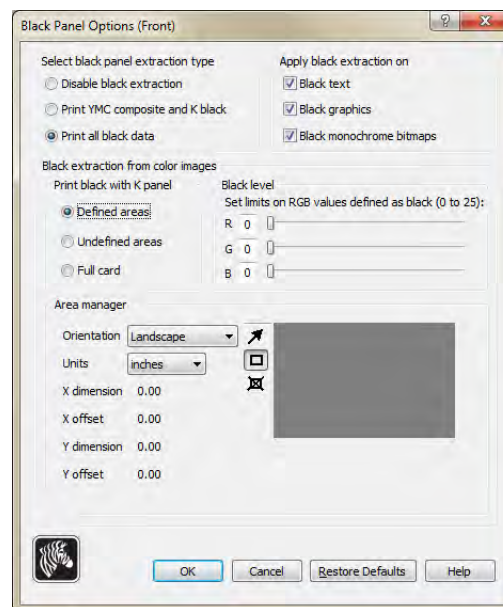 Black Panel Options (Front)
Select black panel extraction type
Disable black extraction
Print YMC composite and K black
Print all black data
Apply black extraction on
Black text
Black graphics
Black monochrome bitmaps
Black extraction from color images
Print black with K panel
Defined areas
Undefined areas
Full card
Black level
Set limits on RGB values defined as black (0 to 25):
R 0
G 0
B 0
Area manager
Orientation Landscape
Units inches
X dimension 0.00
X offset 0.00
Y dimension 0.00
Y offset 0.00
OK Cancel Restore Defaults Help